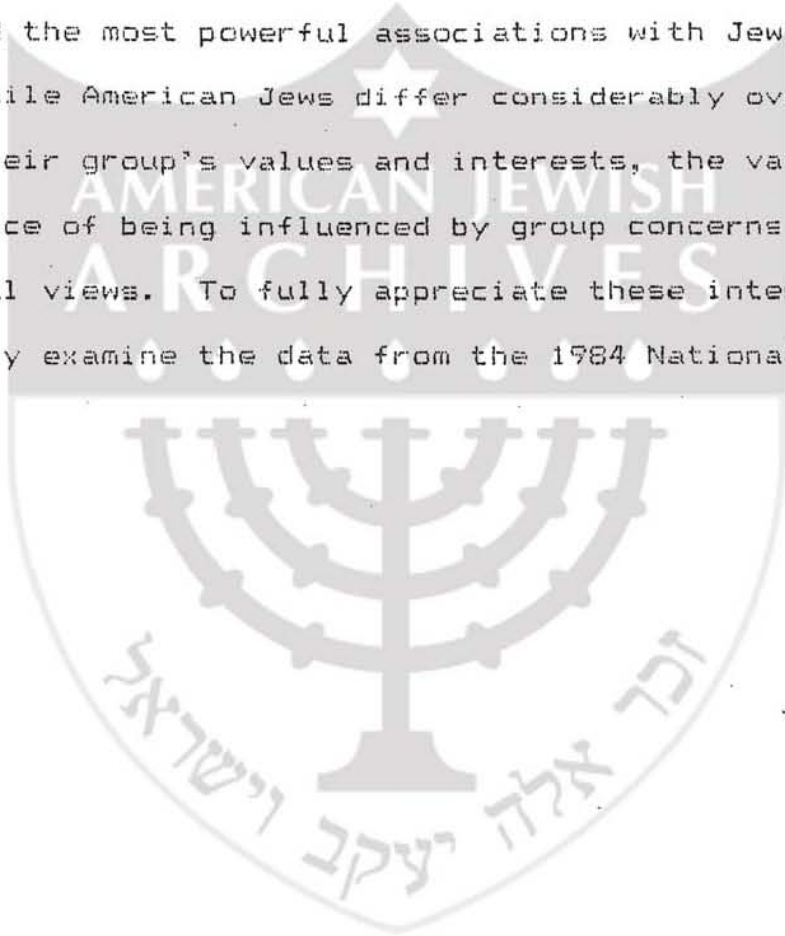 the most powerful associations with Jew
ile American Jews differ considerably ov
eir group's values and interests, the va
ce of being influenced by group concerns
l views. To fully appreciate these inte
y examine the data from the 1984 Nationa
AMERICAN JEWISH
ARCHIVES
זכר אלה יעקב וישראל